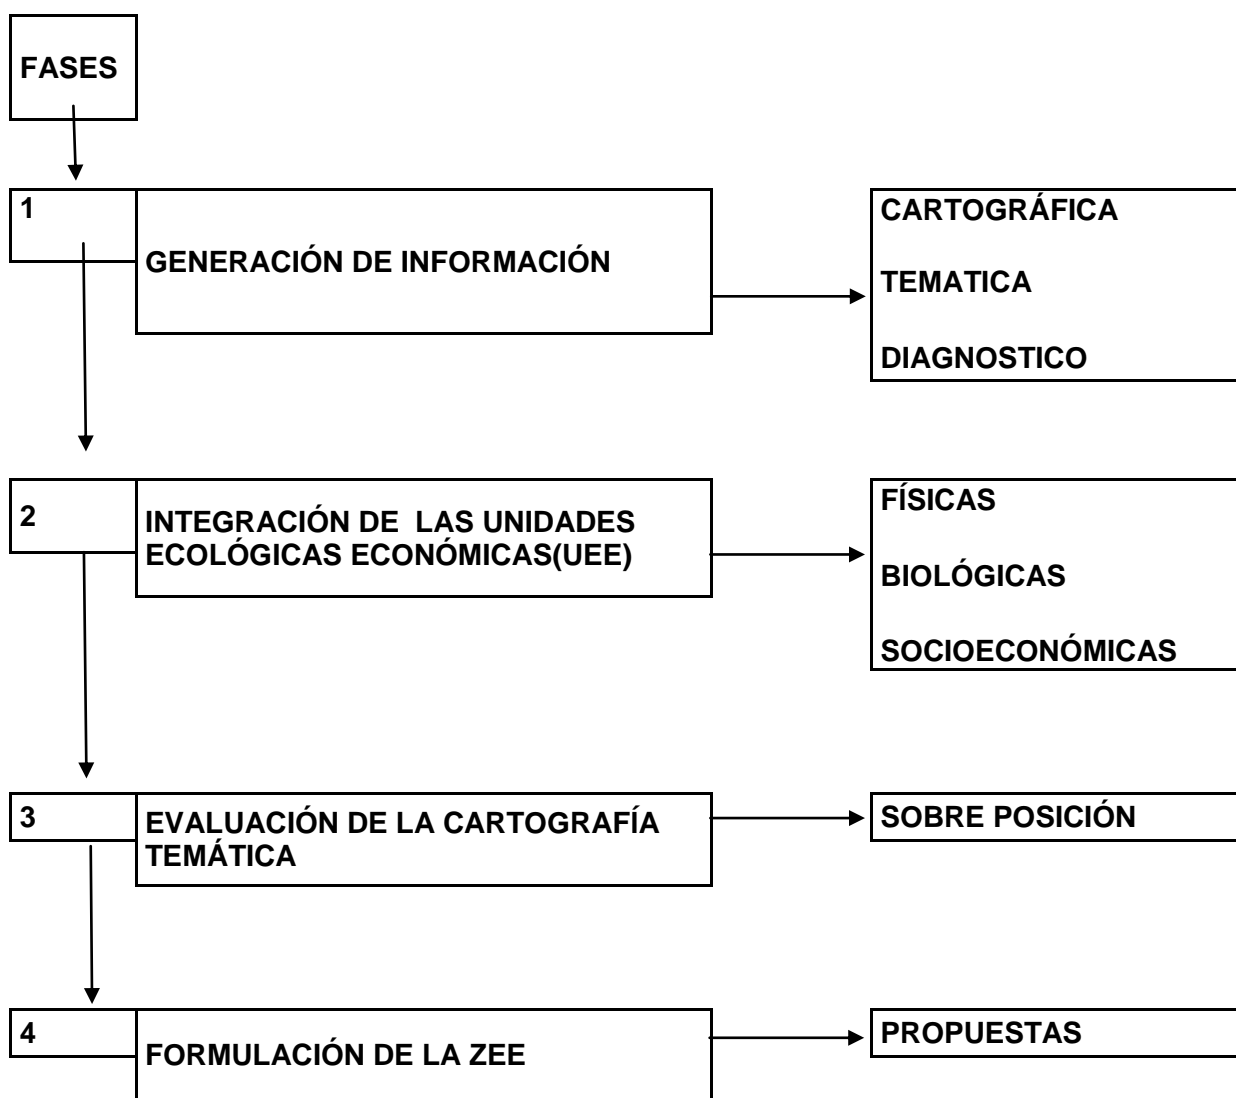 FASES
1
GENERACIÓN DE INFORMACIÓN
CARTOGRÁFICA
TEMATICA
DIAGNOSTICO
2
INTEGRACIÓN DE LAS UNIDADES
ECOLÓGICAS ECONÓMICAS(UEE)
FÍSICAS
BIOLÓGICAS
SOCIOECONÓMICAS
3
EVALUACIÓN DE LA CARTOGRAFÍA
TEMÁTICA
SOBRE POSICIÓN
4
FORMULACIÓN DE LA ZEE
PROPUESTAS